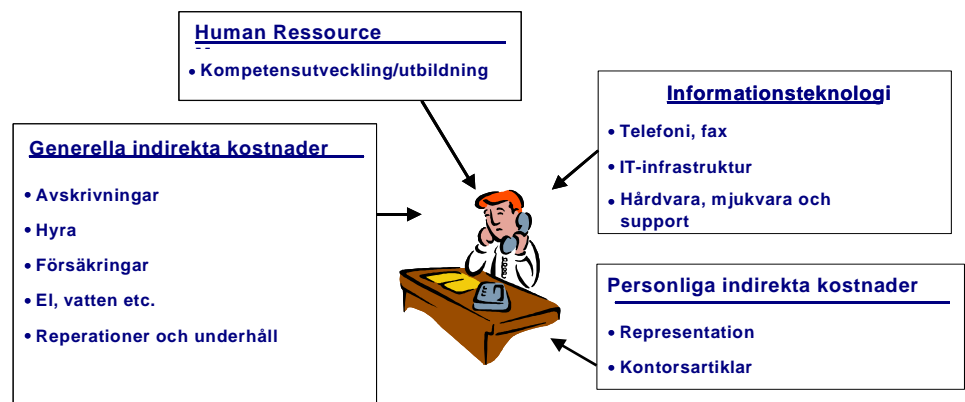 Human Ressource
• Kompetensutveckling/utbildning
Generella indirekta kostnader
• Avskrivningar
• Hyra
• Försäkringar
• El, vatten etc.
• Reperationer och underhåll
Informationsteknologi
• Telefoni, fax
• IT-infrastruktur
• Hårdvara, mjukvara och
support
Personliga indirekta kostnader
• Representation
• Kontorsartiklar